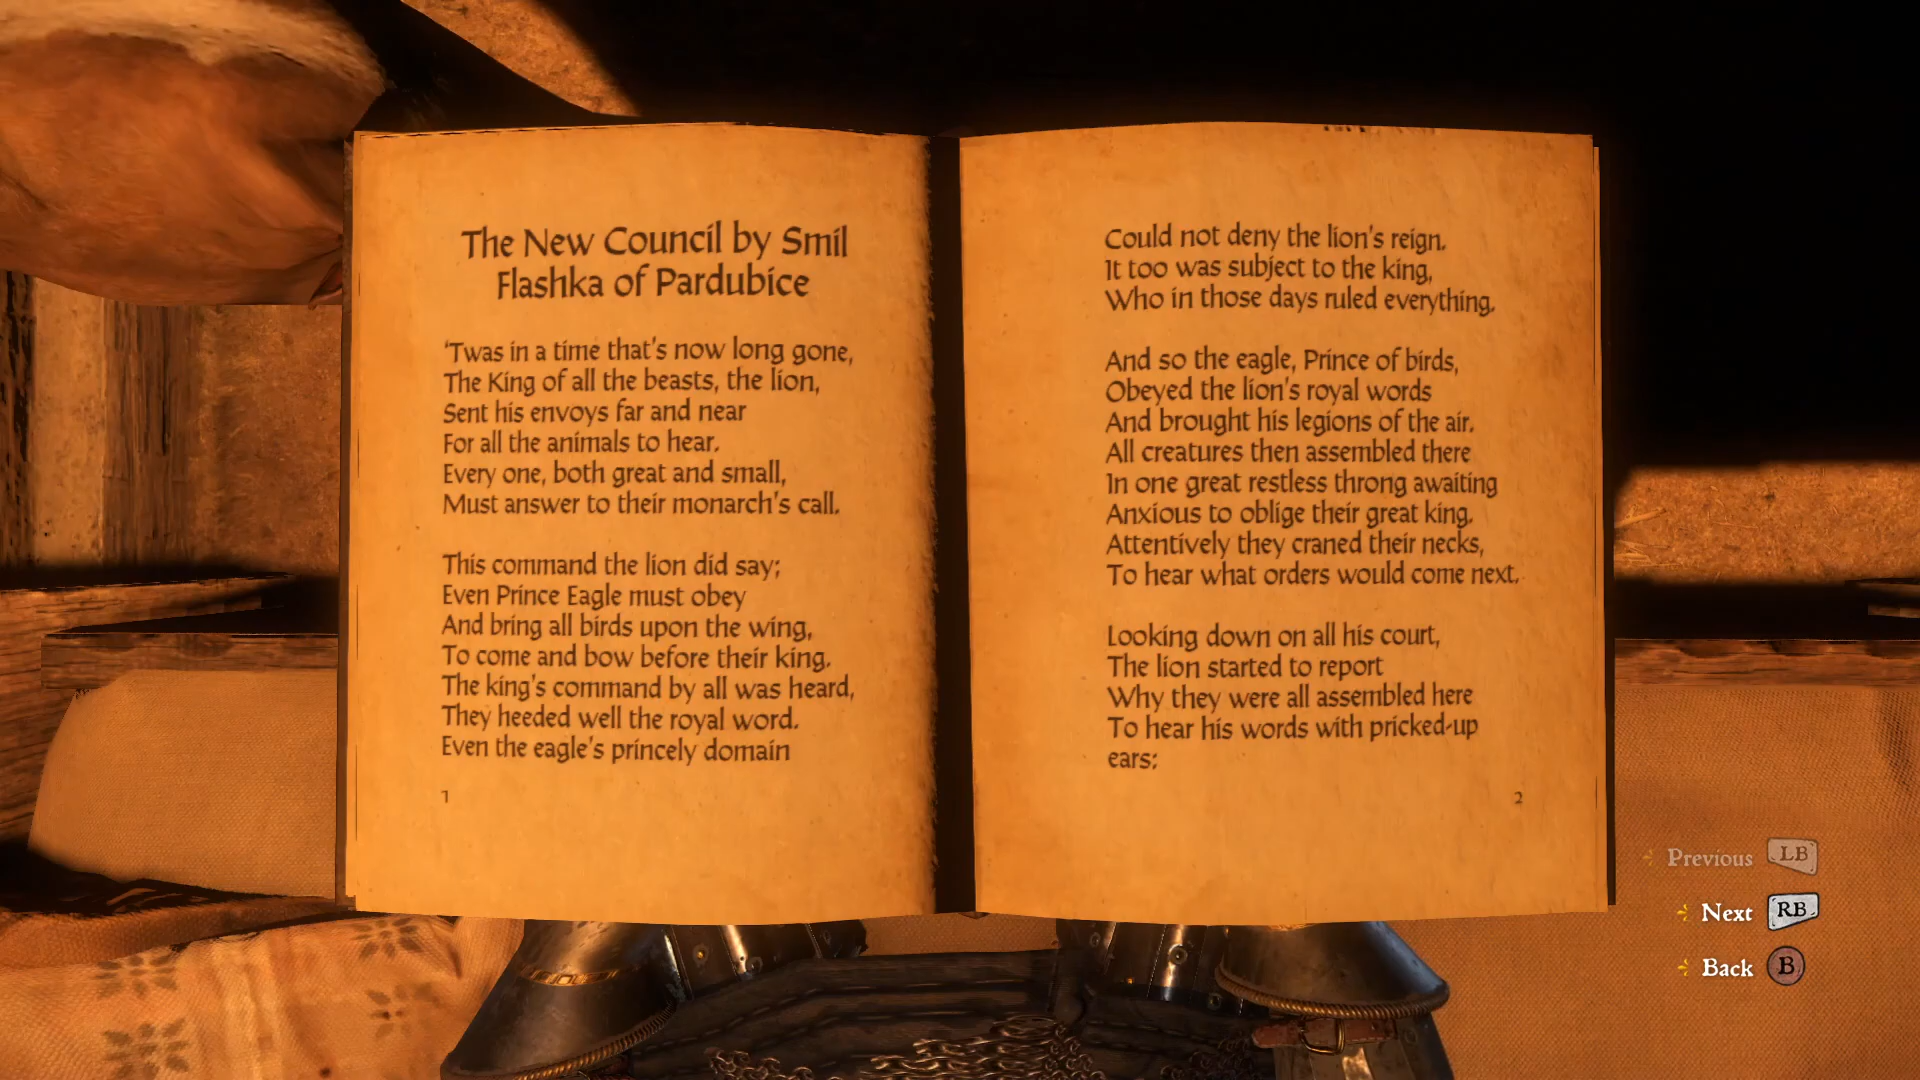 The New Council by Smil
Flashka of Pardubice
'Twas in a time that's now long gone,
The King of all the beasts, the lion,
Sent his envoys far and near
For all the animals to hear.
Every one, both great and small,
Must answer to their monarch's call.
This command the lion did say;
Even Prince Eagle must obey
And bring all birds upon the wing,
To come and bow before their king.
The king's command by all was heard,
They heeded well the royal word.
Even the eagle's princely domain
1
Could not deny the lion's reign.
It too was subject to the king,
Who in those days ruled everything.
And so the eagle, Prince of birds,
Obeyed the lion's royal words
And brought his legions of the air.
All creatures then assembled there
In one great restless throng awaiting
Anxious to oblige their great king.
Attentively they craned their necks,
To hear what orders would come next.
Looking down on all his court,
The lion started to report
Why they were all assembled here
To hear his words with pricked-up
ears:
2
Previous LB
Next RB
Back B